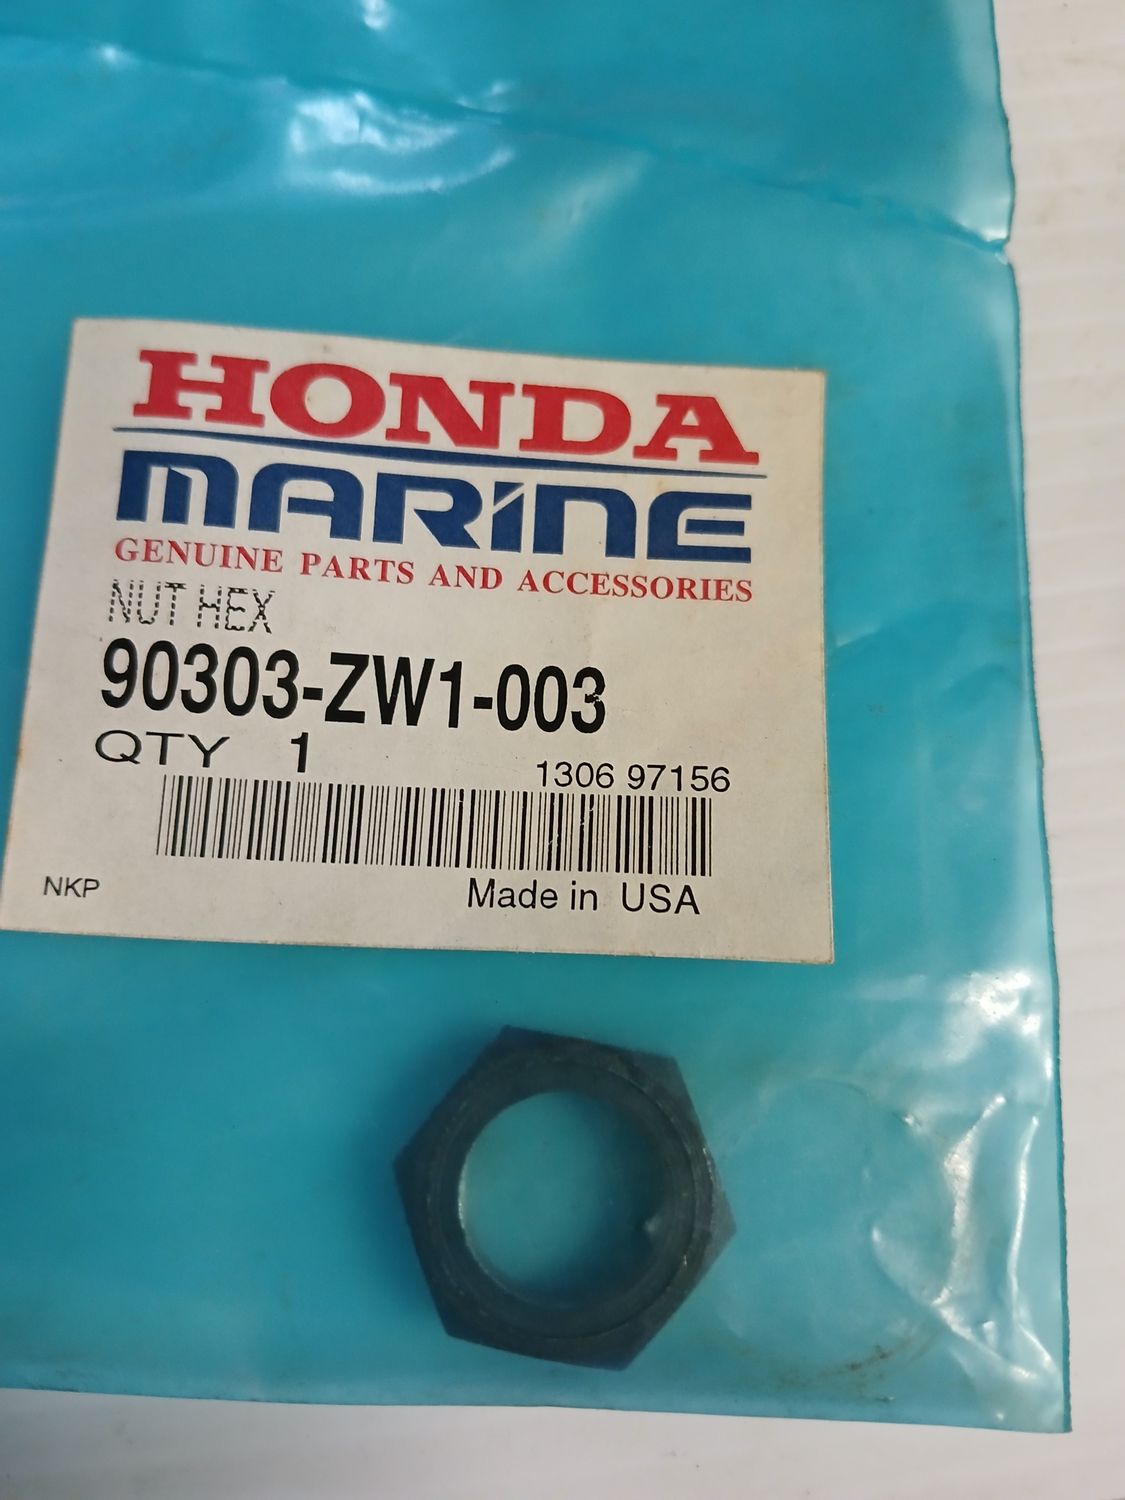 HONDA
MARINE
GENUINE PARTS AND ACCESSORIES
NUT HEX
90303-ZW1-003
QTY 1
1306 97156
NKP
Made in USA